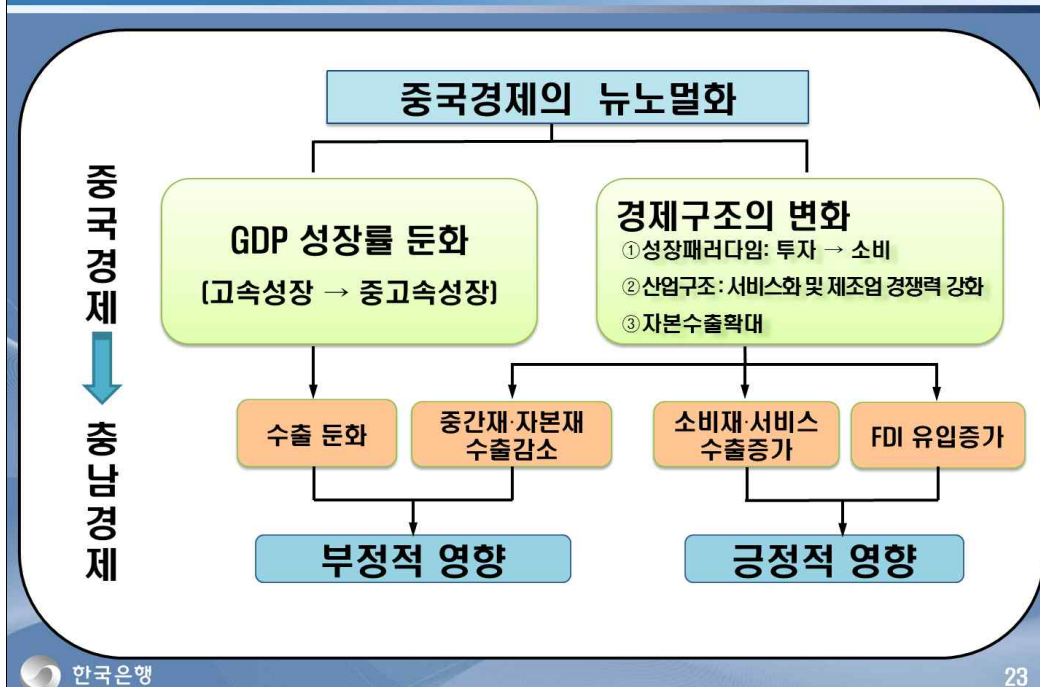 중국경제의 뉴노멀화
중국경제
충남경제
GDP 성장률 둔화
(고속성장 → 중고속성장)
경제구조의 변화
①성장패러다임: 투자 → 소비
②산업구조: 서비스화 및 제조업 경쟁력 강화
③자본수출확대
수출 둔화
중간재·자본재
수출감소
소비재·서비스
수출증가
FDI 유입증가
부정적 영향
긍정적 영향
한국은행
23